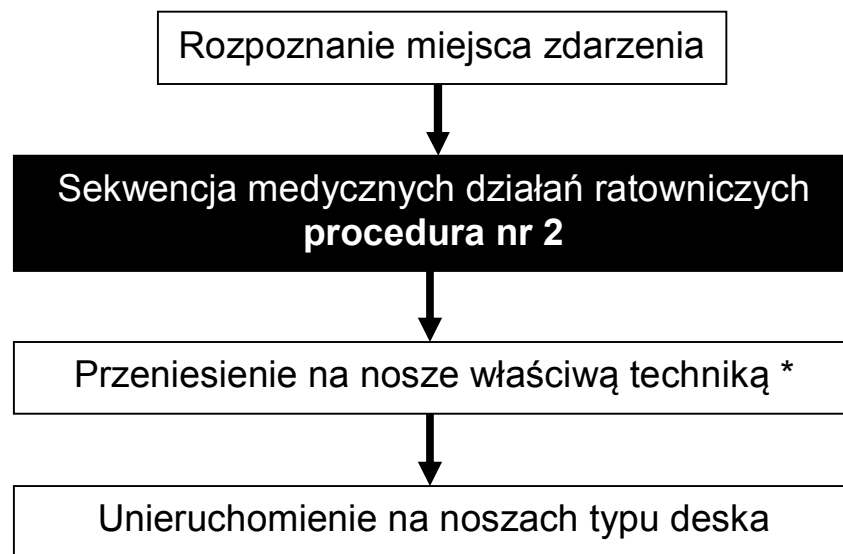 Rozpoznanie miejsca zdarzenia
Sekwencja medycznych działań ratowniczych
procedura nr 2
Przeniesienie na nosze właściwą techniką *
Unieruchomienie na noszach typu deska